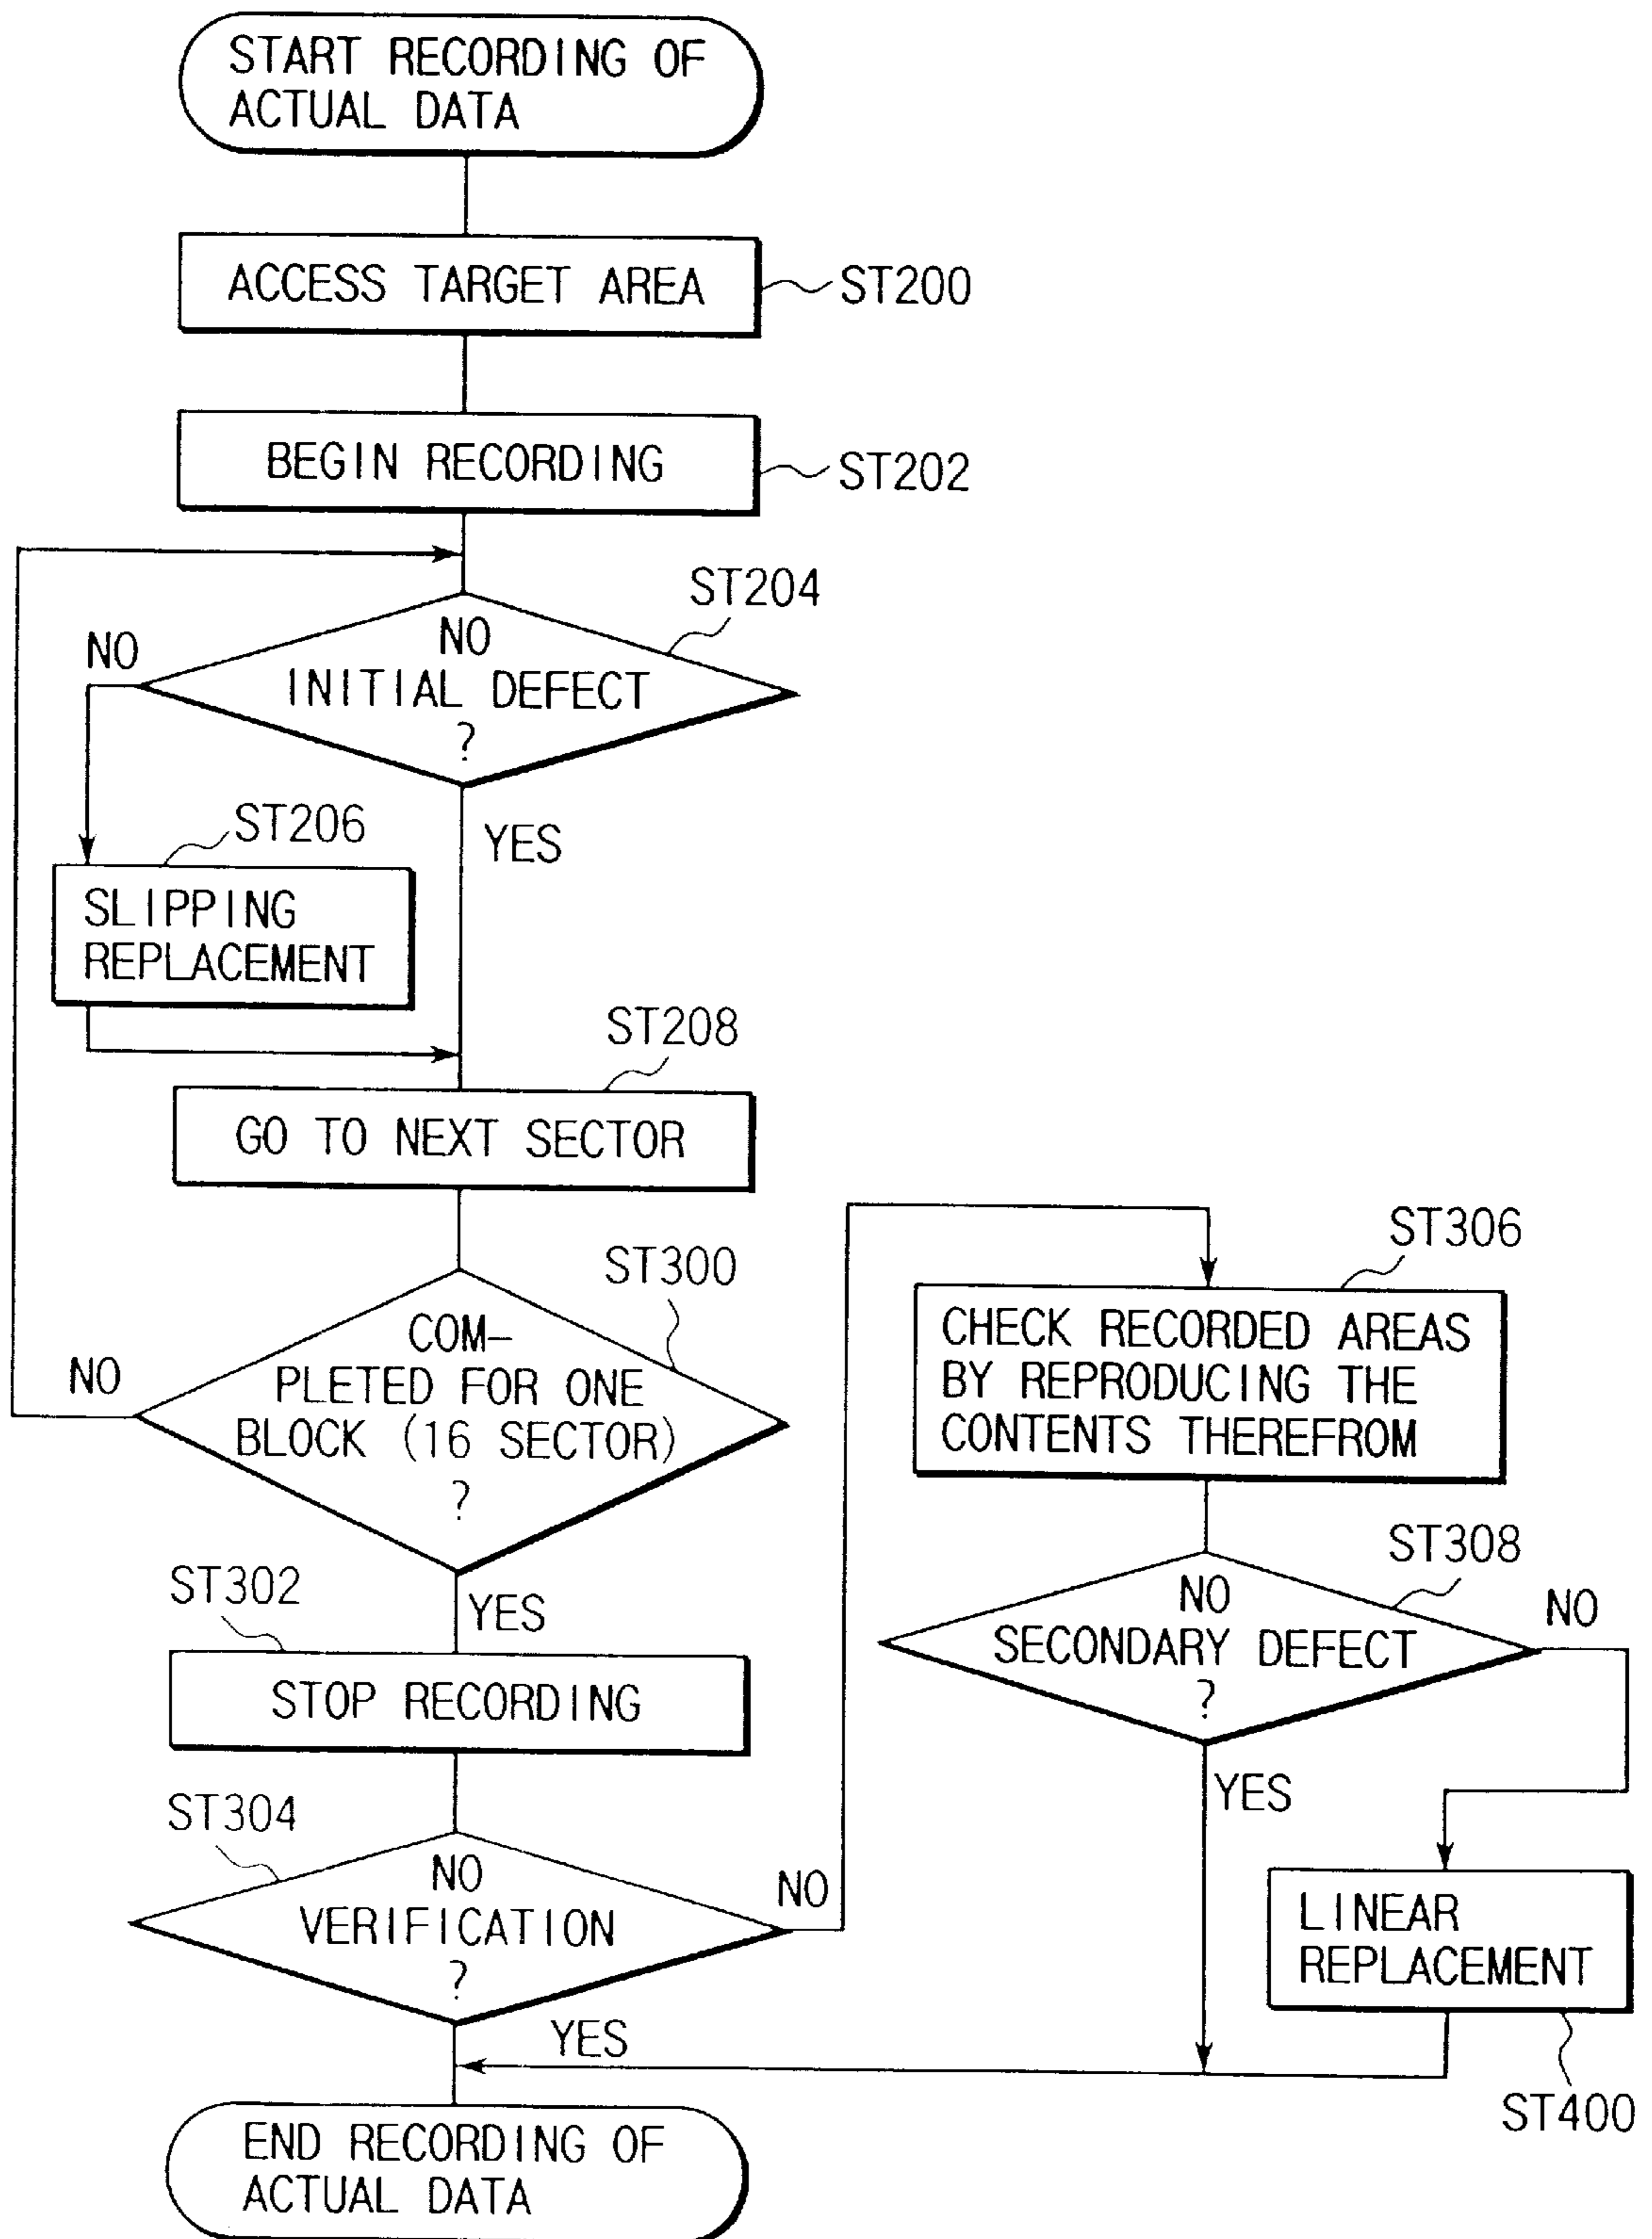 START RECORDING OF
ACTUAL DATA
ACCESS TARGET AREA
ST200
BEGIN RECORDING
ST202
ST204
NO
NO
INITIAL DEFECT
?
YES
ST206
SLIPPING
REPLACEMENT
ST208
GO TO NEXT SECTOR
ST300
COM-
PLETED FOR ONE
BLOCK (16 SECTOR)
?
NO
YES
ST302
STOP RECORDING
ST304
NO
VERIFICATION
?
NO
YES
ST306
CHECK RECORDED AREAS
BY REPRODUCING THE
CONTENTS THEREFROM
ST308
NO
SECONDARY DEFECT
?
NO
YES
LINEAR
REPLACEMENT
ST400
END RECORDING OF
ACTUAL DATA